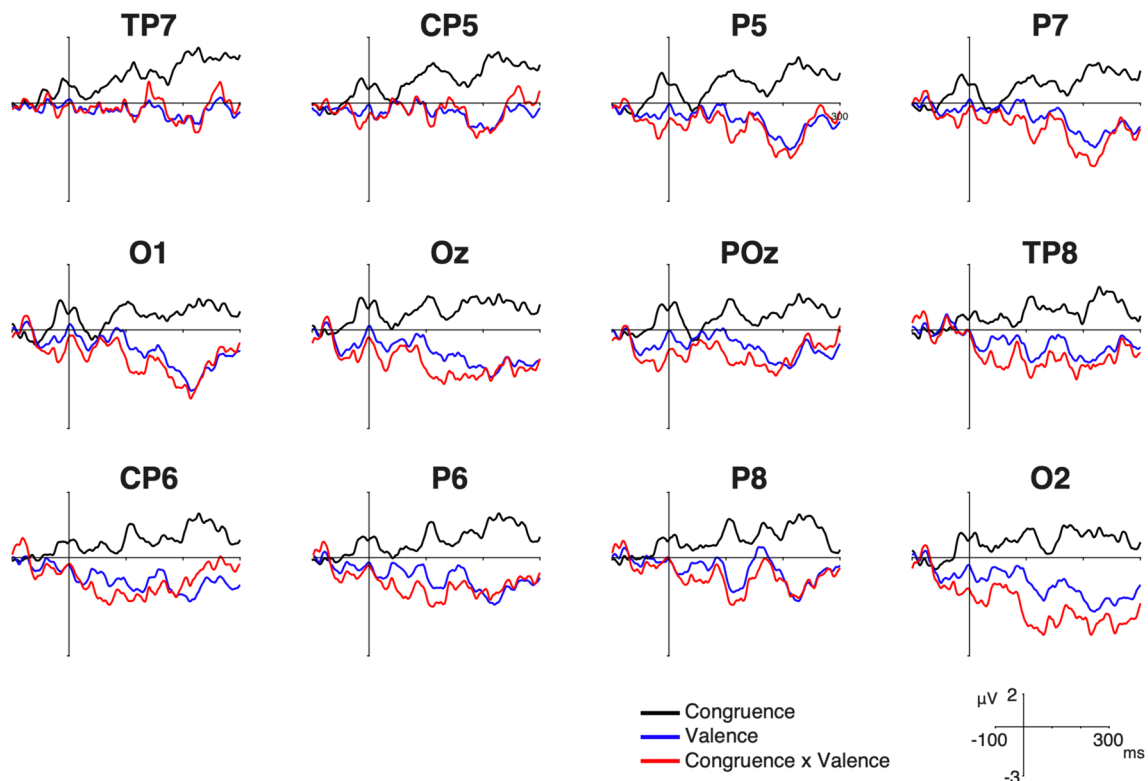 TP7 CP5 P5 P7
300
O1 Oz POz TP8
CP6 P6 P8 O2
Congruence
Valence
Congruence x Valence
µV 2
-100 300 ms
-3